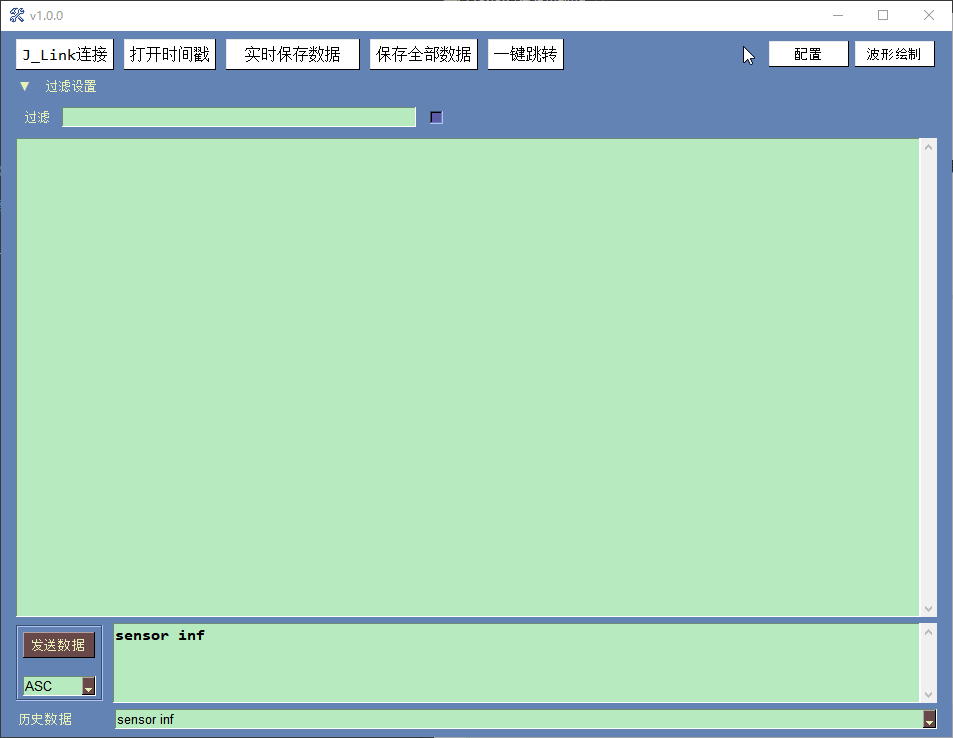 v1.0.0
J_Link连接 打开时间戳 实时保存数据 保存全部数据 一键跳转 配置 波形绘制
▼ 过滤设置
过滤
发送数据 sensor inf
ASC
历史数据 sensor inf